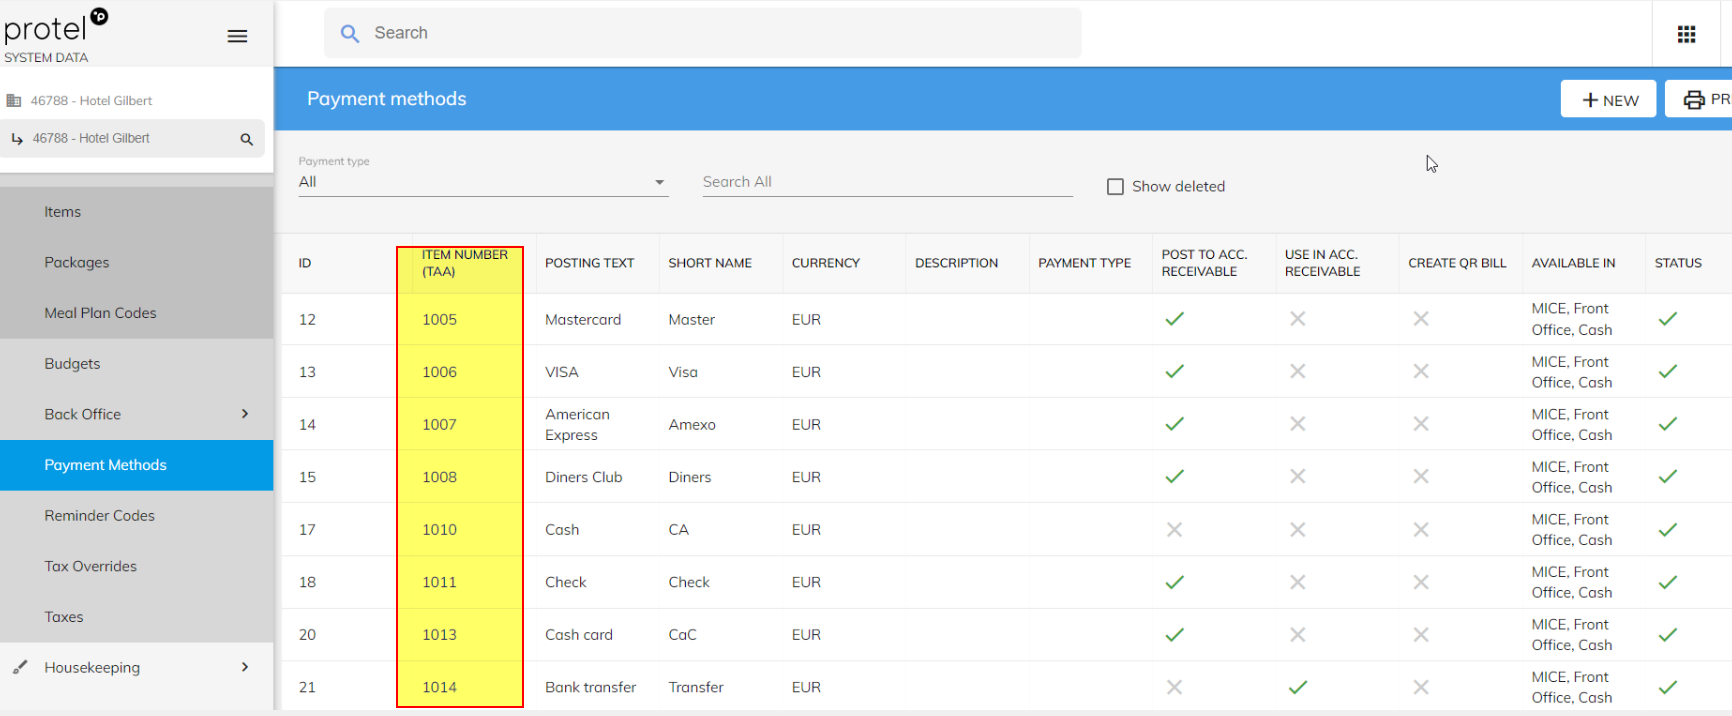 protel
SYSTEM DATA
Search
46788 - Hotel Gilbert
46788 - Hotel Gilbert
Items
Packages
Meal Plan Codes
Budgets
Back Office
Payment Methods
Reminder Codes
Tax Overrides
Taxes
Housekeeping
Payment methods
NEW
PRI
Payment type
All
Search All
Show deleted
ID ITEM NUMBER (TAA) POSTING TEXT SHORT NAME CURRENCY DESCRIPTION PAYMENT TYPE POST TO ACC. RECEIVABLE USE IN ACC. RECEIVABLE CREATE QR BILL AVAILABLE IN STATUS
12 1005 Mastercard Master EUR MICE, Front Office, Cash
13 1006 VISA Visa EUR MICE, Front Office, Cash
14 1007 American Express Amexo EUR MICE, Front Office, Cash
15 1008 Diners Club Diners EUR MICE, Front Office, Cash
17 1010 Cash CA EUR MICE, Front Office, Cash
18 1011 Check Check EUR MICE, Front Office, Cash
20 1013 Cash card CaC EUR MICE, Front Office, Cash
21 1014 Bank transfer Transfer EUR MICE, Front Office, Cash